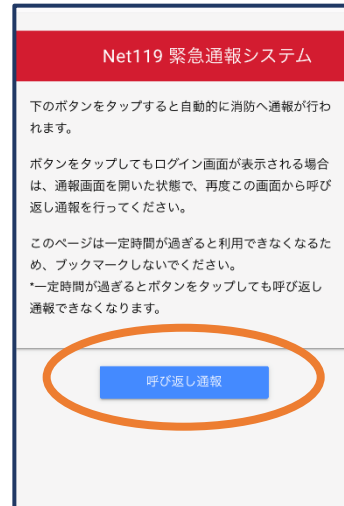 Net119 緊急通報システム
下のボタンをタップすると自動的に消防へ通報が行わ
れます。
ボタンをタップしてもログイン画面が表示される場合
は、通報画面を開いた状態で、再度この画面から呼び
返し通報を行ってください。
このページは一定時間が過ぎると利用できなくなるた
め、ブックマークしないでください。
*一定時間が過ぎるとボタンをタップしても呼び返し
通報できなくなります。
呼び返し通報